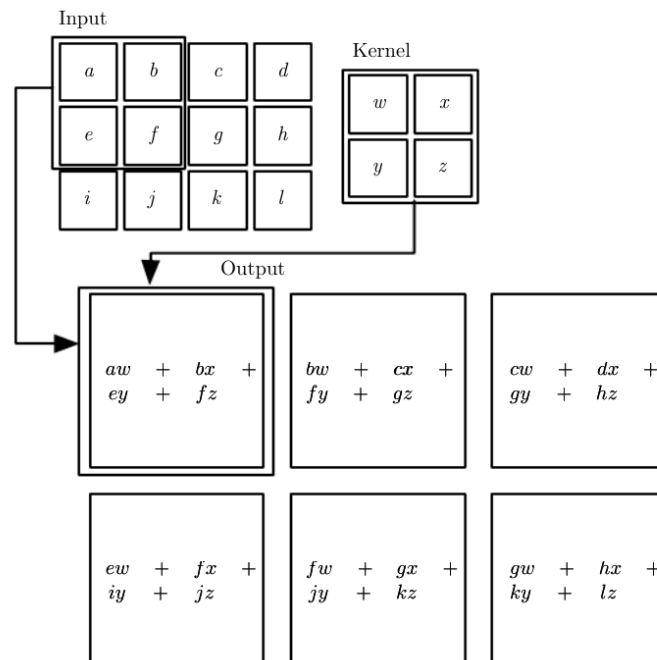 Input
a b c d
e f g h
i j k l
Kernel
w x
y z
Output
aw + bx +
ey + fz
bw + cx +
fy + gz
cw + dx +
gy + hz
ew + fx +
iy + jz
fw + gx +
jy + kz
gw + hx +
ky + lz